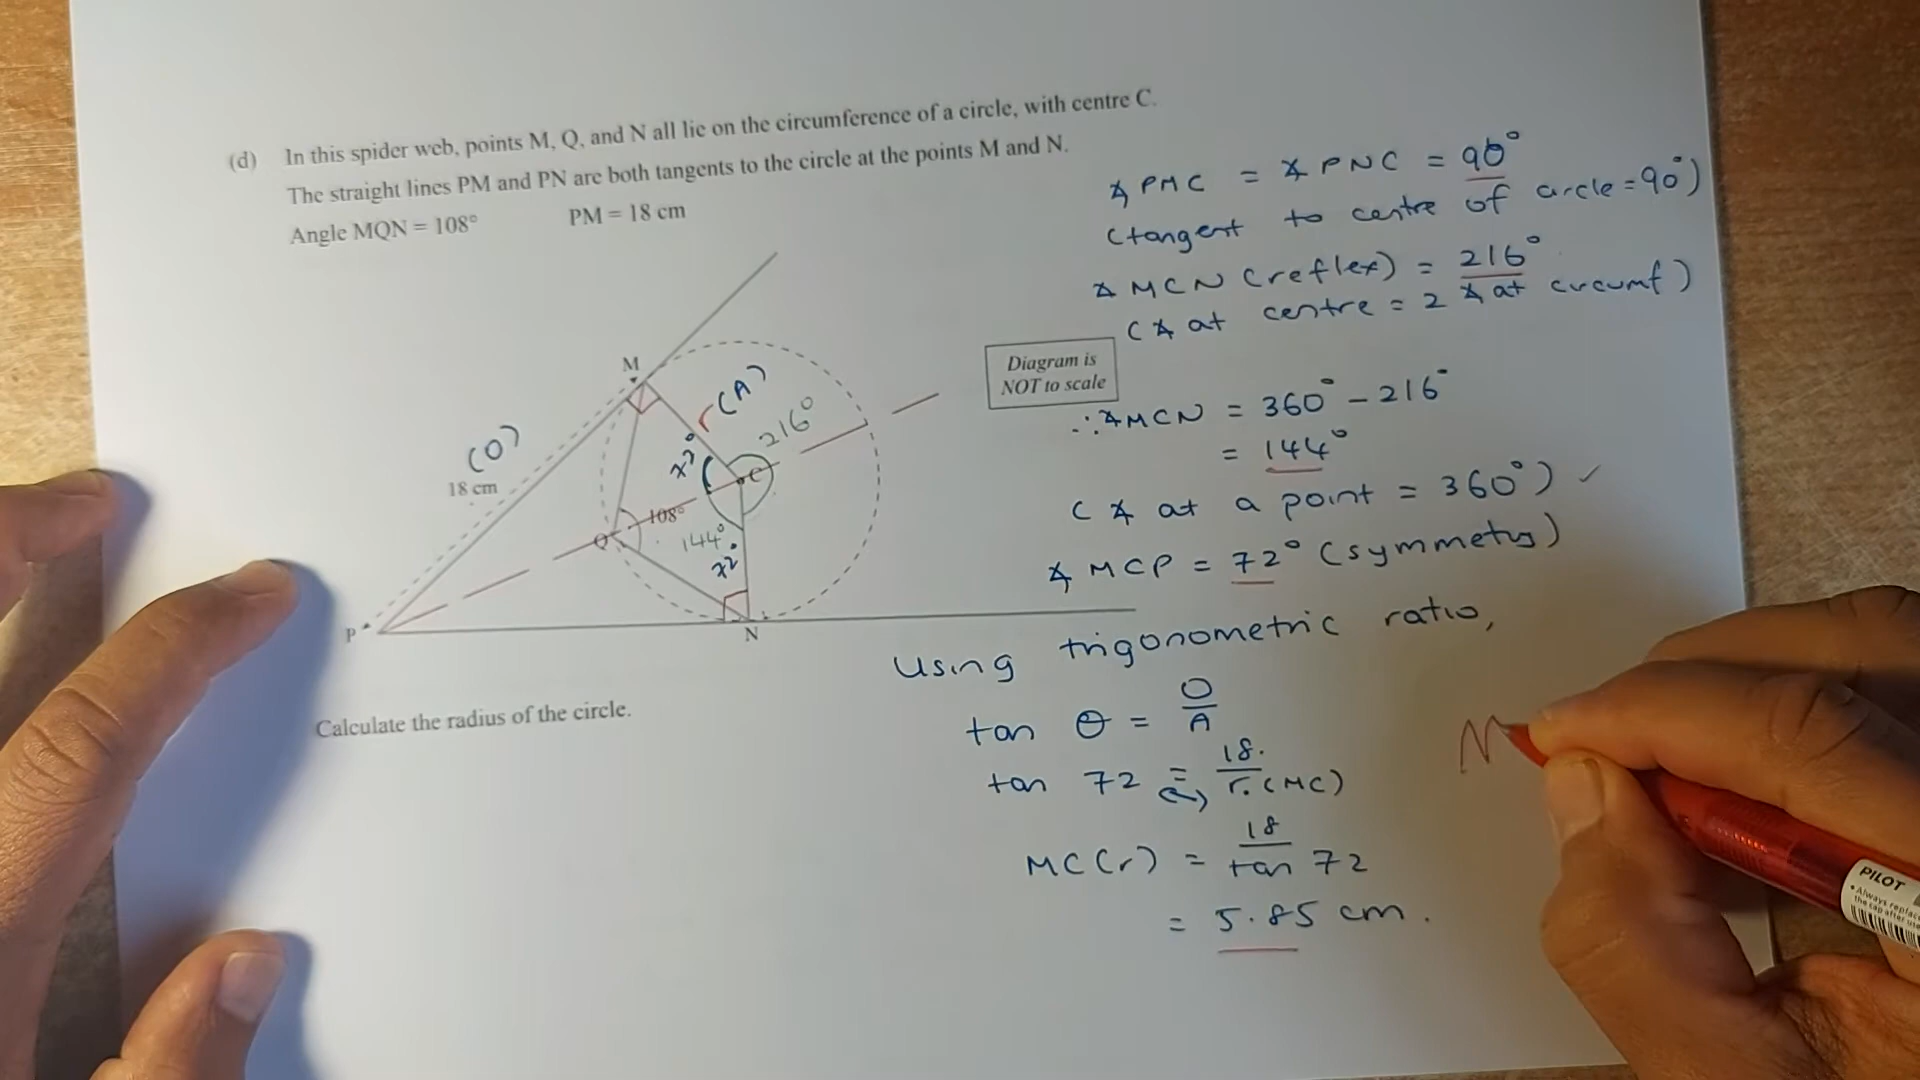 (d) In this spider web, points M, Q, and N all lie on the circumference of a circle, with centre C.
The straight lines PM and PN are both tangents to the circle at the points M and N.
Angle MQN = 108° PM = 18 cm
∡ PMC = ∡ PNC = 90°
(tangent to centre of circle = 90°)
∡ MCN (reflex) = 216°
(∡ at centre = 2 ∡ at circumf)
Diagram is
NOT to scale
∴ ∡MCN = 360° - 216°
= 144°
(∡ at a point = 360°) ✓
∡ MCP = 72° (symmetry)
M
(O)
18 cm
r (A)
216°
x°
C
Q
108°
144°
x°
P
N
Using trigonometric ratio,
tan θ = O/A
tan 72 = 18/r (MC)
MC(r) = 18/tan 72
= 5.85 cm.
Calculate the radius of the circle.
PILOT